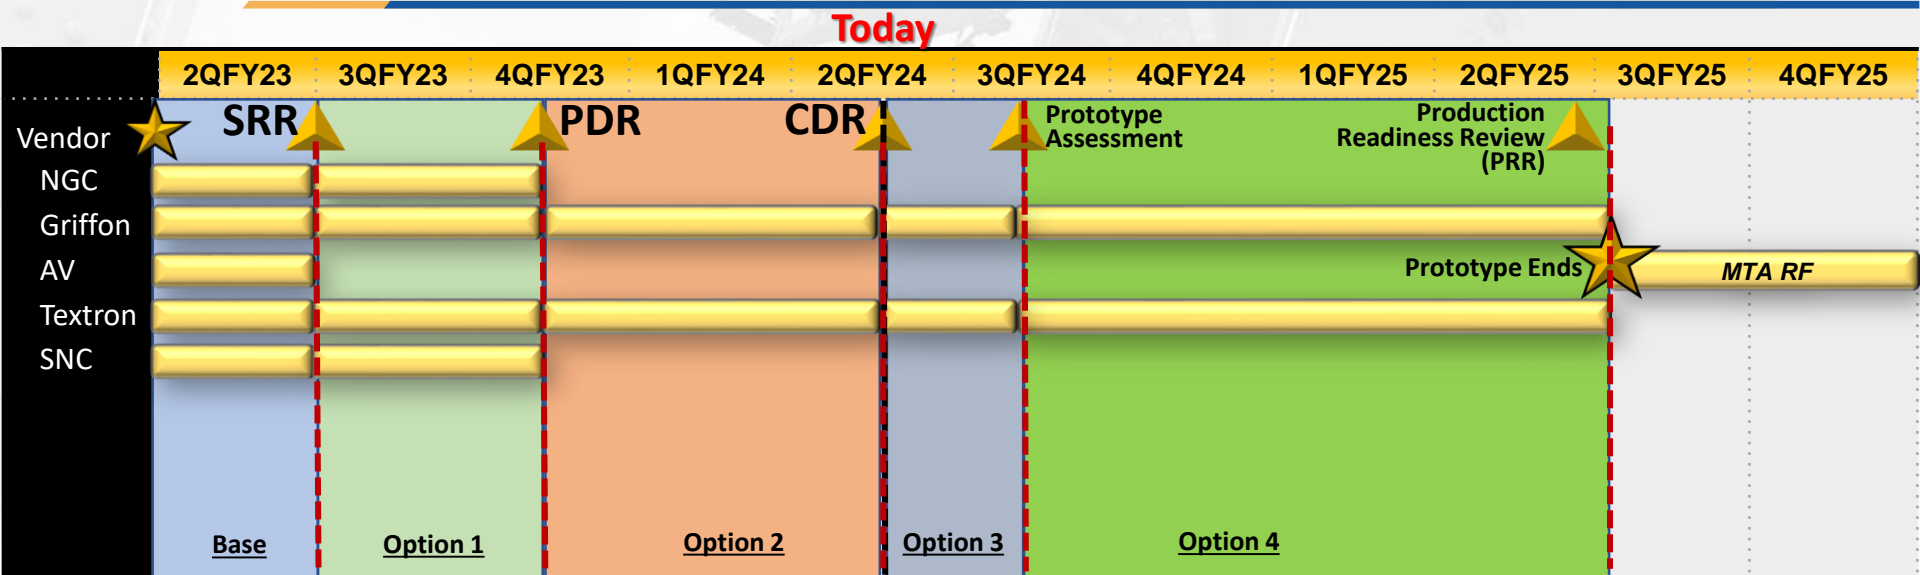 Today
2QFY23 3QFY23 4QFY23 1QFY24 2QFY24 3QFY24 4QFY24 1QFY25 2QFY25 3QFY25 4QFY25
SRR PDR CDR
Prototype
Assessment
Production
Readiness Review
(PRR)
Vendor
NGC
Griffon
AV
Prototype Ends
MTA RF
Textron
SNC
Base Option 1 Option 2 Option 3 Option 4